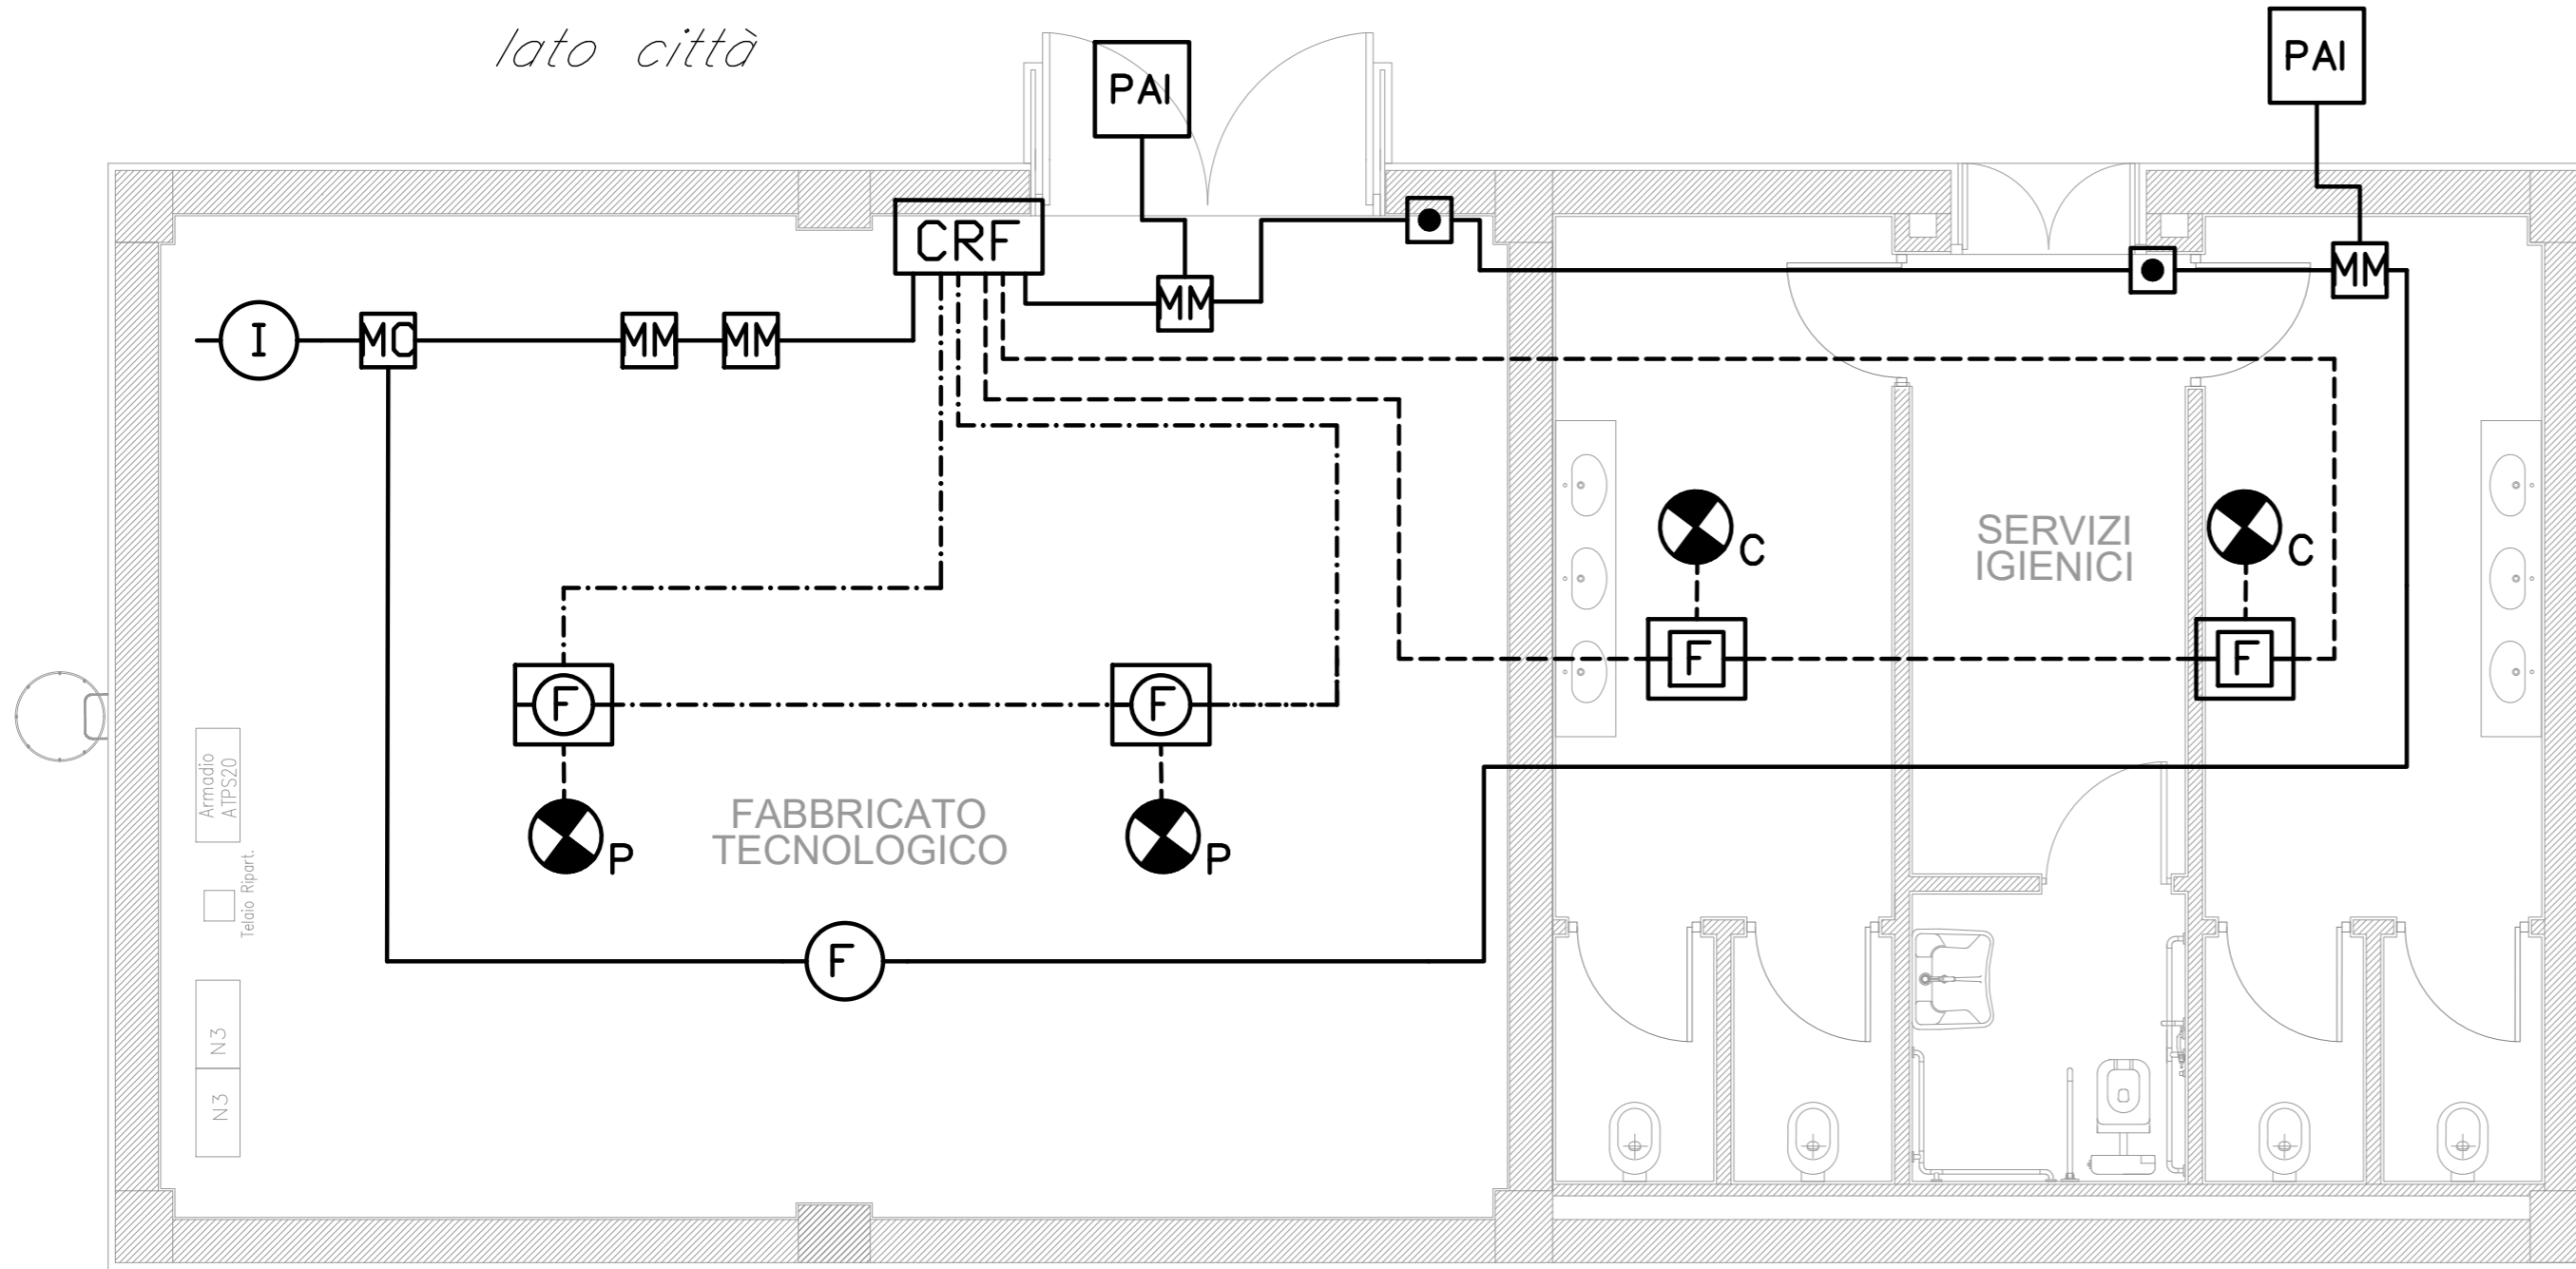 lato città
PAI
PAI
CRF
MM
MM
I
MC
MM
MM
C
SERVIZI
IGIENICI
C
F
F
F
F
Armadio
ATPS20
FABBRICATO
TECNOLOGICO
P
P
Telaio Ripart.
F
N3
N3